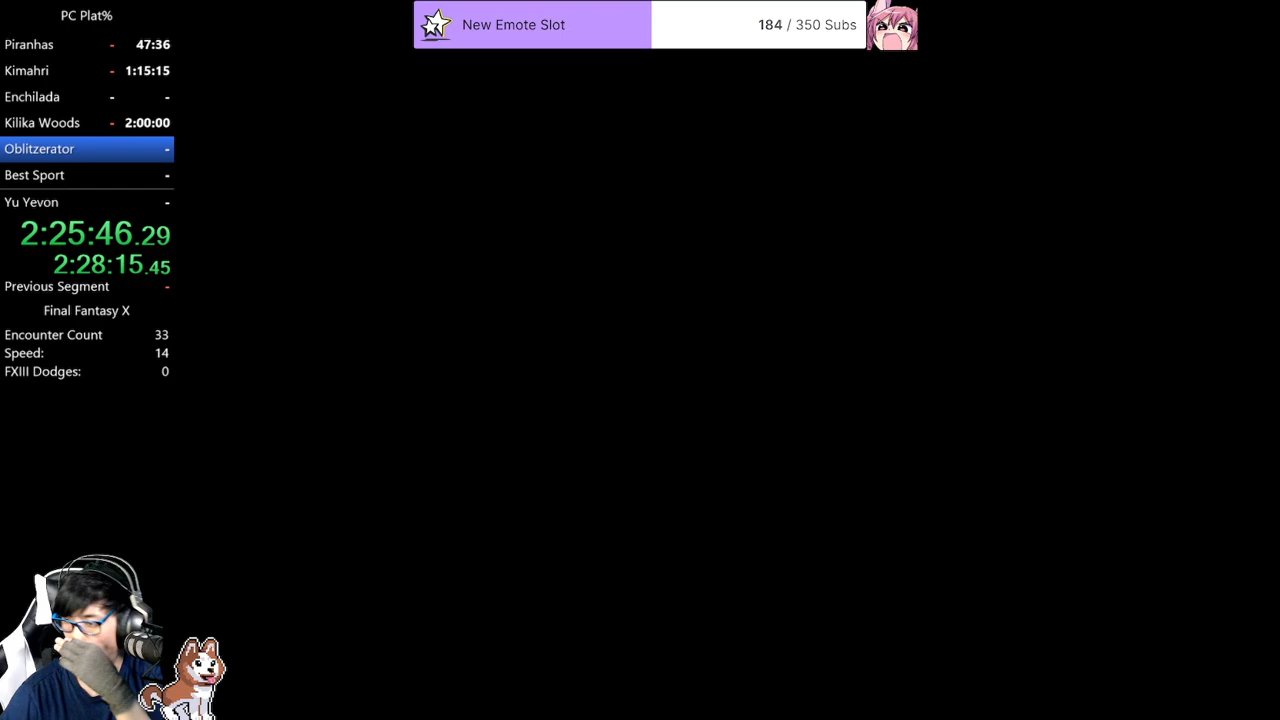 PC Plat%
New Emote Slot 184 / 350 Subs
Piranhas - 47:36
Kimahri - 1:15:15
Enchilada - -
Kilika Woods - 2:00:00
Oblitzerator -
Best Sport -
Yu Yevon -
2:25:46.29
2:28:15.45
Previous Segment -
Final Fantasy X
Encounter Count 33
Speed: 14
FXIII Dodges: 0